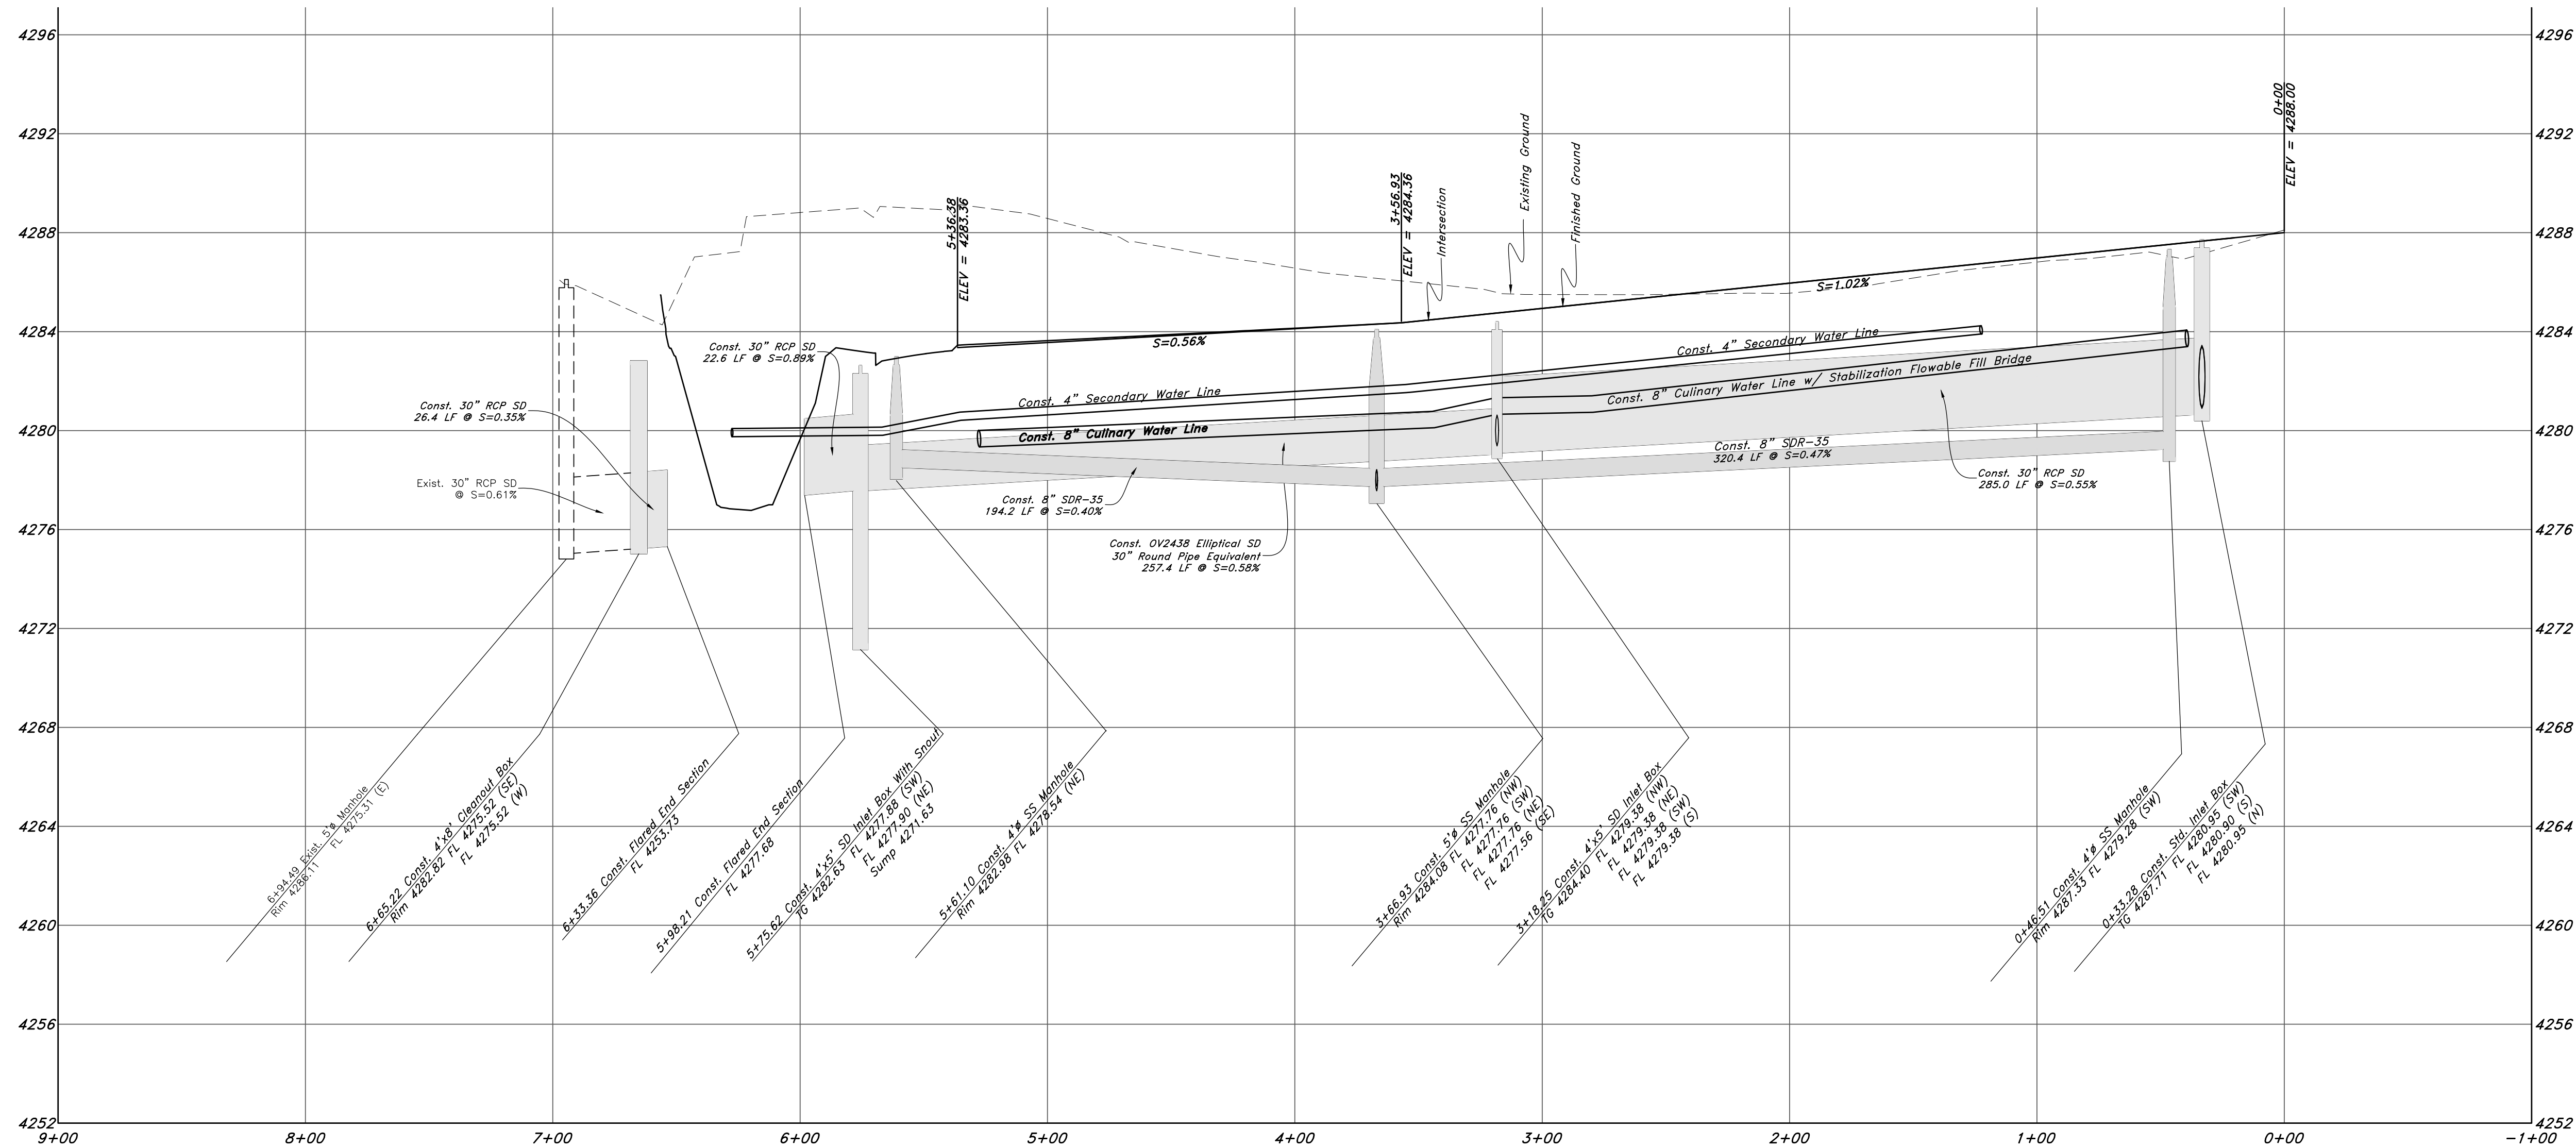 4296
4292
4288
4284
4280
4276
4272
4268
4264
4260
4256
4252
4296
4292
4288
4284
4280
4276
4272
4268
4264
4260
4256
4252
9+00
8+00
7+00
6+00
5+00
4+00
3+00
2+00
1+00
0+00
-1+00
5+36.38
ELEV = 4283.36
3+56.93
ELEV = 4284.36
Intersection
Existing Ground
Finished Ground
0+00
ELEV = 4288.00
S=0.56%
S=1.02%
Const. 30" RCP SD
22.6 LF @ S=0.89%
Const. 30" RCP SD
26.4 LF @ S=0.35%
Exist. 30" RCP SD
@ S=0.61%
Const. 4" Secondary Water Line
Const. 8" Culinary Water Line
Const. 4" Secondary Water Line
Const. 8" Culinary Water Line w/ Stabilization Flowable Fill Bridge
Const. 8" SDR-35
194.2 LF @ S=0.40%
Const. 8" SDR-35
320.4 LF @ S=0.47%
Const. OV2438 Elliptical SD
30" Round Pipe Equivalent
257.4 LF @ S=0.58%
Const. 30" RCP SD
285.0 LF @ S=0.55%
6+94.49 Exist. 5'ø Manhole
Rim 4286.11 FL 4275.31 (E)
6+65.22 Const. 4'x8' Cleanout Box
Rim 4282.82 FL 4275.52 (SE)
FL 4275.52 (W)
6+33.36 Const. Flared End Section
FL 4253.73
5+98.21 Const. Flared End Section
FL 4277.68
5+75.62 Const. 4'x5' SD Inlet Box With Snout
TG 4282.63 FL 4277.88 (SW)
FL 4277.90 (NE)
Sump 4271.63
5+61.10 Const. 4'ø SS Manhole
Rim 4282.98 FL 4278.54 (NE)
3+66.93 Const. 5'ø SS Manhole
Rim 4284.08 FL 4277.76 (NW)
FL 4277.76 (SW)
FL 4277.76 (NE)
FL 4277.56 (SE)
3+18.25 Const. 4'x5' SD Inlet Box
TG 4284.40 FL 4279.38 (NW)
FL 4279.38 (NE)
FL 4279.38 (SW)
FL 4279.38 (S)
0+46.51 Const. 4'ø SS Manhole
Rim 4287.33 FL 4279.28 (SW)
0+33.28 Const. Std. Inlet Box
TG 4287.71 FL 4280.95 (SW)
FL 4280.90 (S)
FL 4280.95 (N)